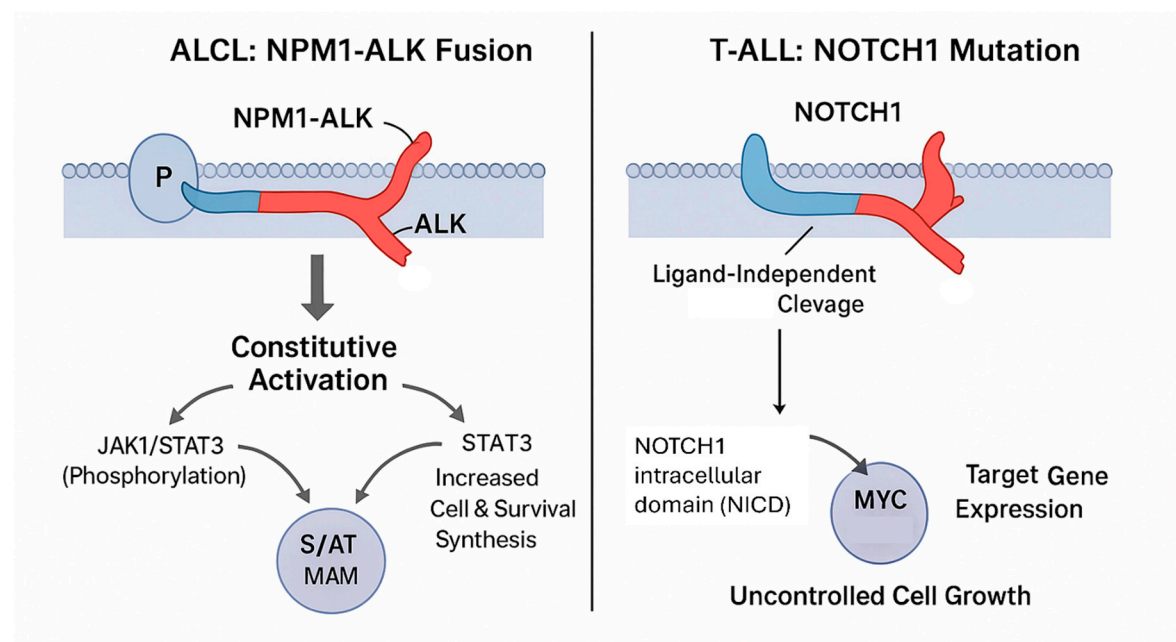 ALCL: NPM1-ALK Fusion
NPM1-ALK
P
ALK
Constitutive
Activation
JAK1/STAT3
(Phosphorylation)
STAT3
Increased
Cell & Survival
Synthesis
S/AT
MAM
T-ALL: NOTCH1 Mutation
NOTCH1
Ligand-Independent
Clevage
NOTCH1
intracellular
domain (NICD)
MYC
Target Gene
Expression
Uncontrolled Cell Growth